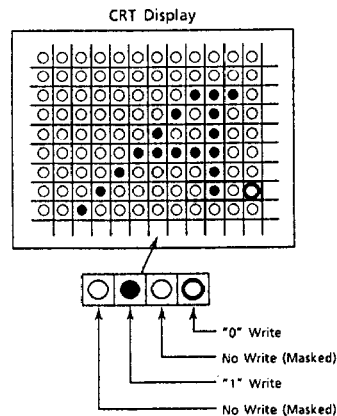 CRT Display
"0" Write
No Write (Masked)
"1" Write
No Write (Masked)